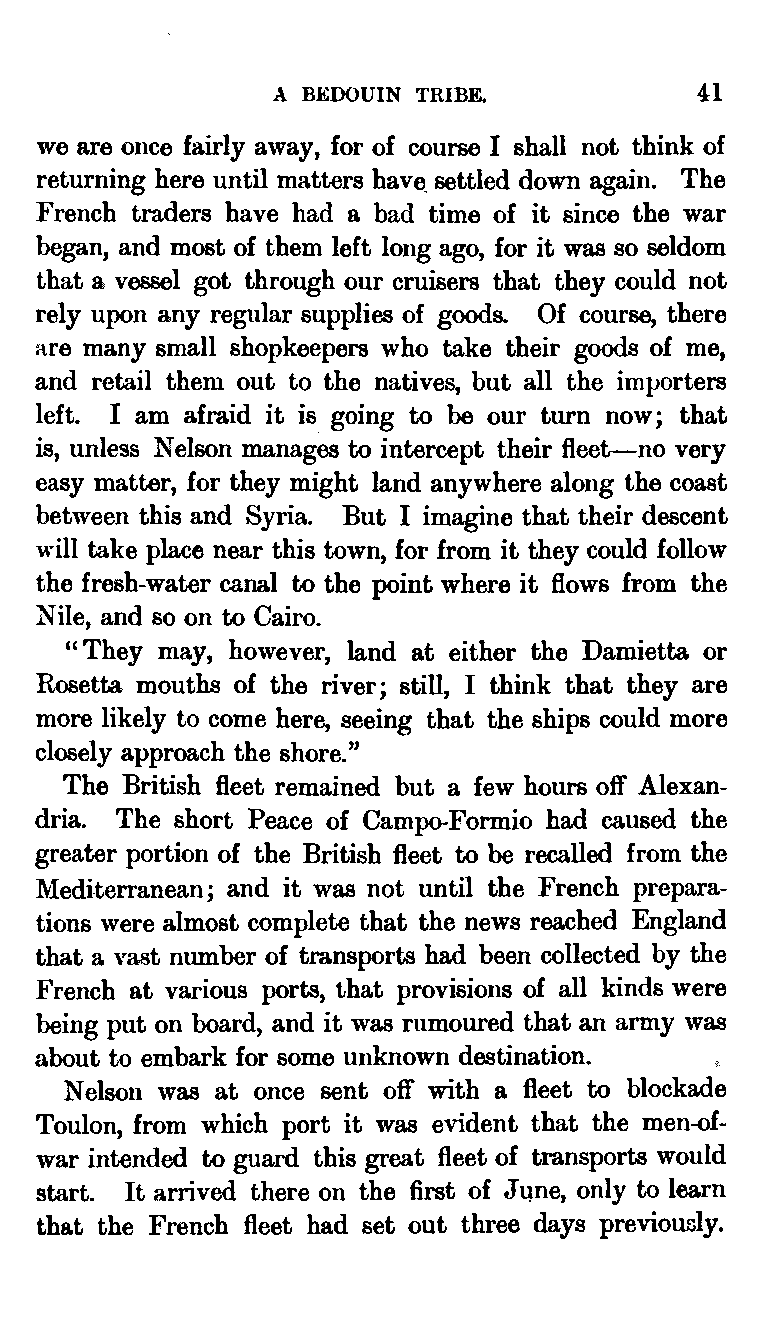 A BEDOUIN TRIBE. 41
we are once fairly away, for of course I shall not think of
returning here until matters have settled down again. The
French traders have had a bad time of it since the war
began, and most of them left long ago, for it was so seldom
that a vessel got through our cruisers that they could not
rely upon any regular supplies of goods. Of course, there
are many small shopkeepers who take their goods of me,
and retail them out to the natives, but all the importers
left. I am afraid it is going to be our turn now; that
is, unless Nelson manages to intercept their fleet—no very
easy matter, for they might land anywhere along the coast
between this and Syria. But I imagine that their descent
will take place near this town, for from it they could follow
the fresh-water canal to the point where it flows from the
Nile, and so on to Cairo.
"They may, however, land at either the Damietta or
Rosetta mouths of the river; still, I think that they are
more likely to come here, seeing that the ships could more
closely approach the shore."
The British fleet remained but a few hours off Alexan-
dria. The short Peace of Campo-Formio had caused the
greater portion of the British fleet to be recalled from the
Mediterranean; and it was not until the French prepara-
tions were almost complete that the news reached England
that a vast number of transports had been collected by the
French at various ports, that provisions of all kinds were
being put on board, and it was rumoured that an army was
about to embark for some unknown destination.
Nelson was at once sent off with a fleet to blockade
Toulon, from which port it was evident that the men-of-
war intended to guard this great fleet of transports would
start. It arrived there on the first of June, only to learn
that the French fleet had set out three days previously.